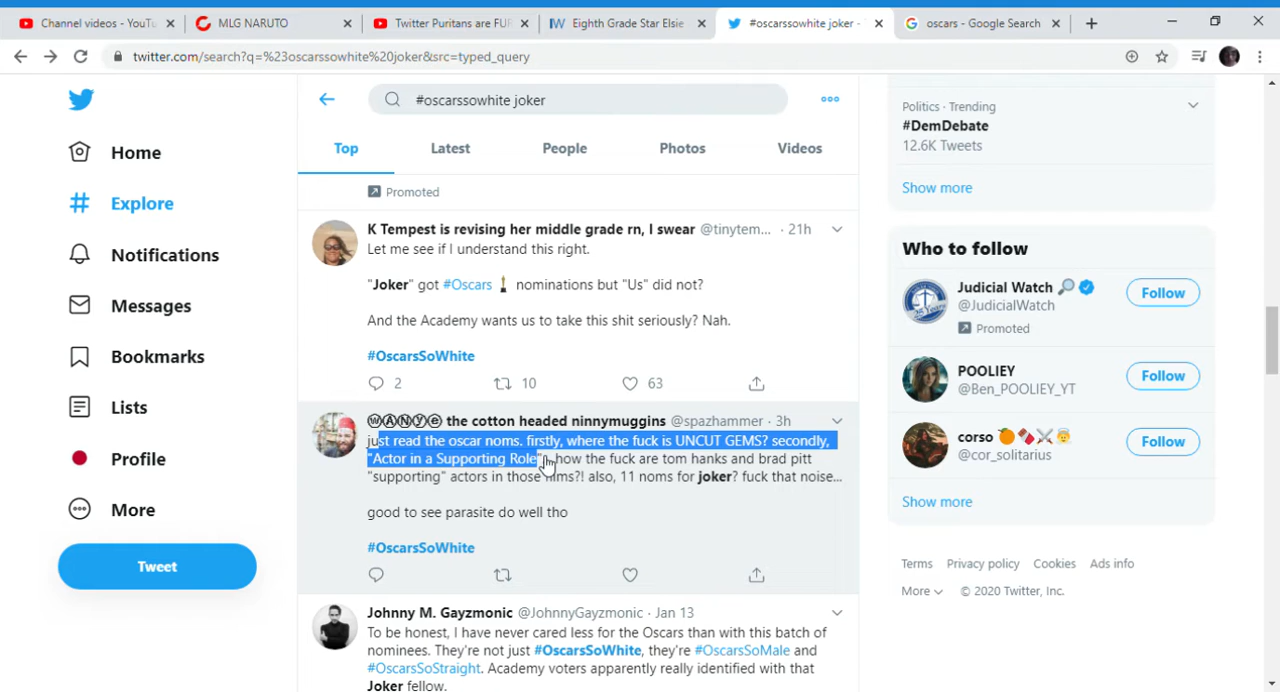 Channel videos - YouTu
MLG NARUTO
Twitter Puritans are FUR
Eighth Grade Star Elsie
#oscarssowhite joker -
oscars - Google Search
twitter.com/search?q=%23oscarssowhite%20joker&src=typed_query
#oscarssowhite joker
Top
Latest
People
Photos
Videos
Home
Explore
Notifications
Messages
Bookmarks
Lists
Profile
More
Tweet
Promoted
K Tempest is revising her middle grade rn, I swear @tinytem... · 21h
Let me see if I understand this right.
"Joker" got #Oscars nominations but "Us" did not?
And the Academy wants us to take this shit seriously? Nah.
#OscarsSoWhite
2 10 63
ⓦⒶⓃⓎⓔ the cotton headed ninnymuggins @spazhammer · 3h
just read the oscar noms. firstly, where the fuck is UNCUT GEMS? secondly,
"Actor in a Supporting Role" how the fuck are tom hanks and brad pitt
"supporting" actors in those films?! also, 11 noms for joker? fuck that noise...
good to see parasite do well tho
#OscarsSoWhite
Johnny M. Gayzmonic @JohnnyGayzmonic · Jan 13
To be honest, I have never cared less for the Oscars than with this batch of
nominees. They're not just #OscarsSoWhite, they're #OscarsSoMale and
#OscarsSoStraight. Academy voters apparently really identified with that
Joker fellow.
Politics · Trending
#DemDebate
12.6K Tweets
Show more
Who to follow
Judicial Watch
@JudicialWatch
Promoted
Follow
POOLIEY
@Ben_POOLIEY_YT
Follow
corso
@cor_solitarius
Follow
Show more
Terms Privacy policy Cookies Ads info
More © 2020 Twitter, Inc.